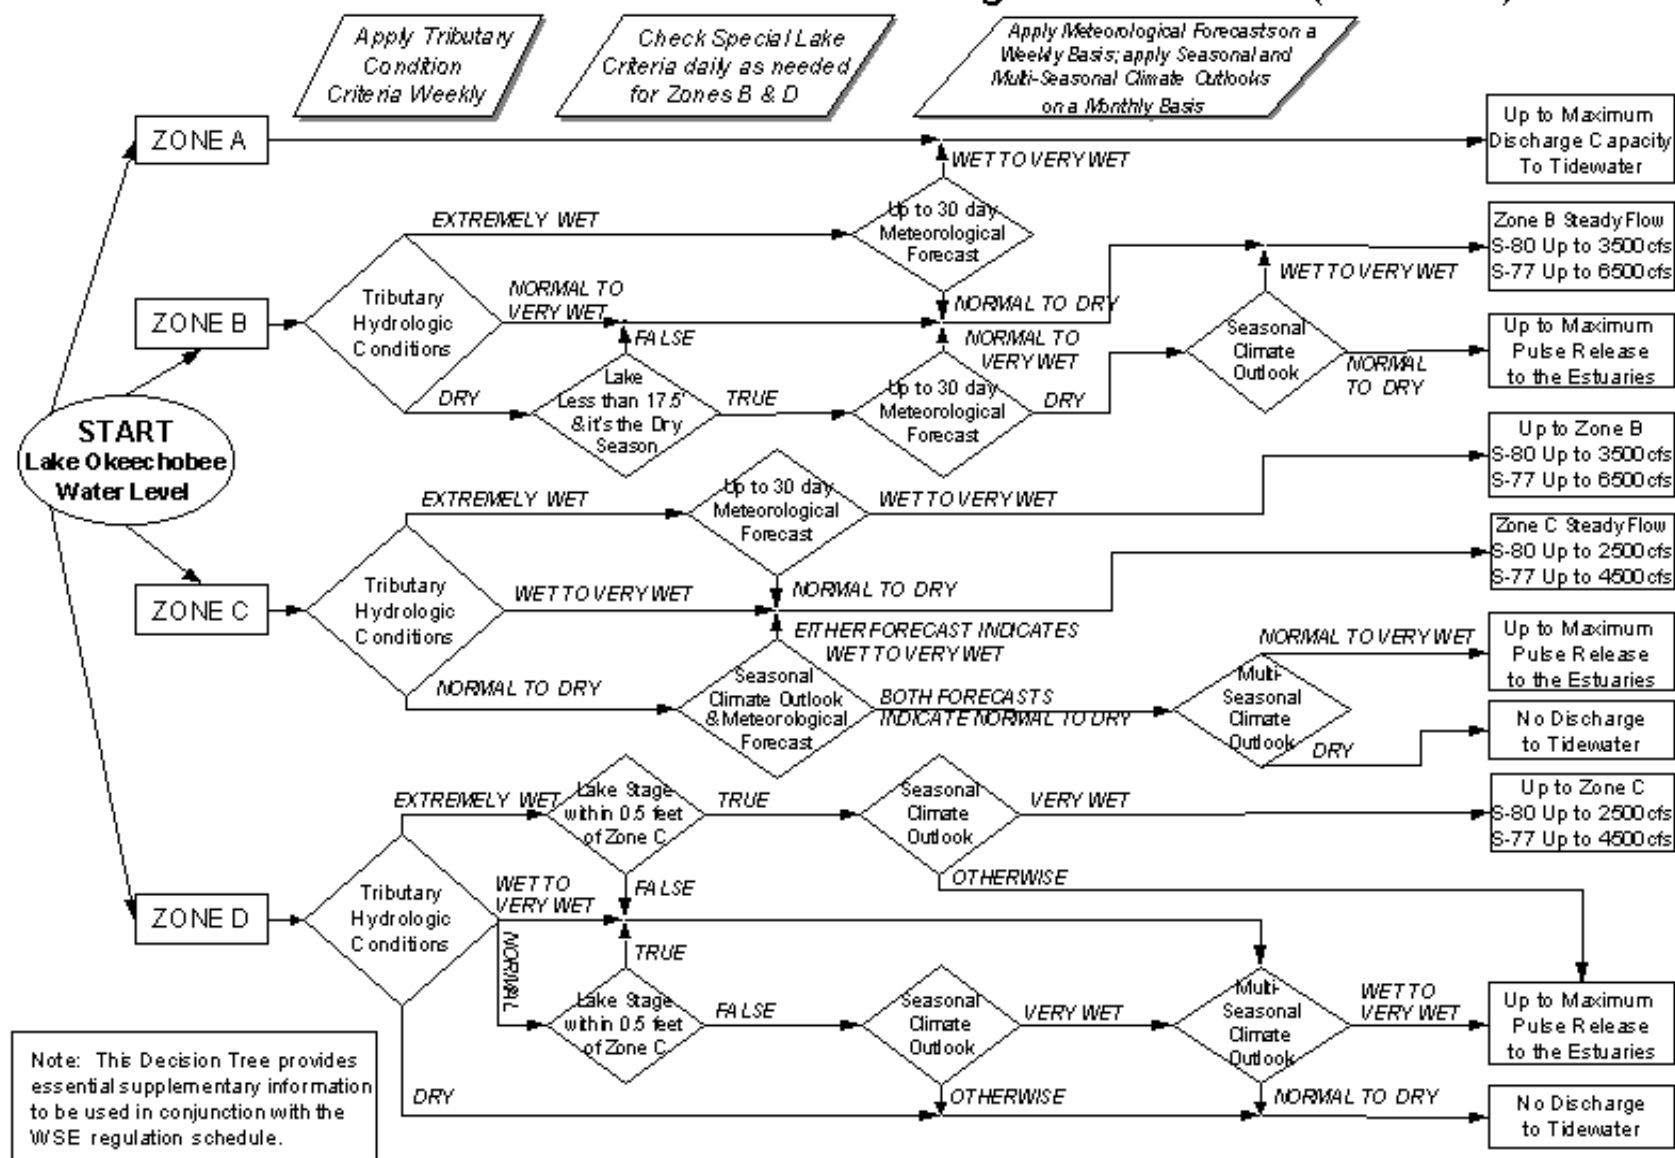 Apply Tributary
Condition
Criteria Weekly
Check Special Lake
Criteria daily as needed
for Zones B & D
Apply Meteorological Forecasts on a
Weekly Basis; apply Seasonal and
Multi-Seasonal Climate Outlooks
on a Monthly Basis
ZONE A
WET TO VERY WET
Up to Maximum
Discharge Capacity
To Tidewater
EXTREMELY WET
Up to 30 day
Meteorological
Forecast
Zone B Steady Flow
S-80 Up to 3500 cfs
S-77 Up to 6500 cfs
WET TO VERY WET
ZONE B
Tributary
Hydrologic
Conditions
NORMAL TO
VERY WET
NORMAL TO DRY
FALSE
NORMAL TO
VERY WET
Seasonal
Climate
Outlook
NORMAL
TO DRY
Up to Maximum
Pulse Release
to the Estuaries
DRY
Lake
Less than 17.5'
& it's the Dry
Season
TRUE
Up to 30 day
Meteorological
Forecast
DRY
START
Lake Okeechobee
Water Level
Up to Zone B
S-80 Up to 3500 cfs
S-77 Up to 6500 cfs
EXTREMELY WET
Up to 30 day
Meteorological
Forecast
WET TO VERY WET
Zone C Steady Flow
S-80 Up to 2500 cfs
S-77 Up to 4500 cfs
ZONE C
Tributary
Hydrologic
Conditions
WET TO VERY WET
NORMAL TO DRY
EITHER FORECAST INDICATES
WET TO VERY WET
NORMAL TO VERY WET
Up to Maximum
Pulse Release
to the Estuaries
NORMAL TO DRY
Seasonal
Climate Outlook
& Meteorological
Forecast
BOTH FORECASTS
INDICATE NORMAL TO DRY
Multi-
Seasonal
Climate
Outlook
DRY
No Discharge
to Tidewater
EXTREMELY WET
Lake Stage
within 0.5 feet
of Zone C
TRUE
Seasonal
Climate
Outlook
VERY WET
Up to Zone C
S-80 Up to 2500 cfs
S-77 Up to 4500 cfs
OTHERWISE
FALSE
ZONE D
Tributary
Hydrologic
Conditions
WET TO
VERY WET
NORMAL
TRUE
Lake Stage
within 0.5 feet
of Zone C
FALSE
Seasonal
Climate
Outlook
VERY WET
Multi-
Seasonal
Climate
Outlook
WET TO
VERY WET
Up to Maximum
Pulse Release
to the Estuaries
DRY
OTHERWISE
NORMAL TO DRY
No Discharge
to Tidewater
Note: This Decision Tree provides
essential supplementary information
to be used in conjunction with the
WSE regulation schedule.